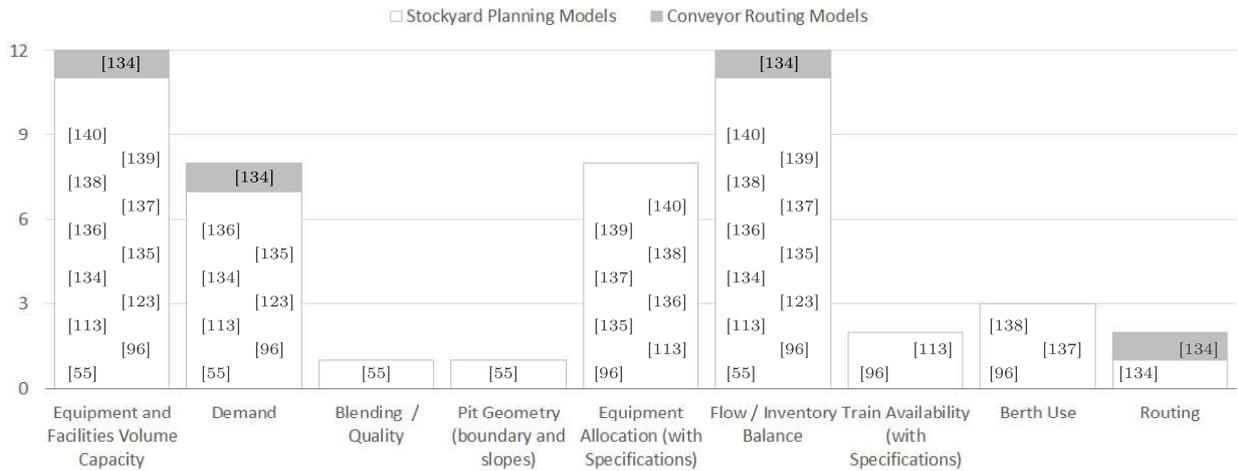 Stockyard Planning Models Conveyor Routing Models
12 [134] [134]
9 [140] [140]
[139] [139]
[138] [134] [138]
[137] [140] [137]
6 [136] [136] [139] [136]
[135] [135] [138] [135]
[134] [134] [137] [134]
3 [123] [123] [136] [123]
[113] [113] [135] [113] [138]
[96] [96] [113] [96] [113] [137] [134]
0 [55] [55] [55] [55] [96] [55] [96] [96] [134]
Equipment and Demand Blending / Pit Geometry Equipment Flow / Inventory Train Availability Berth Use Routing
Facilities Volume Quality (boundary and Allocation (with Balance (with
Capacity slopes) Specifications) Specifications)